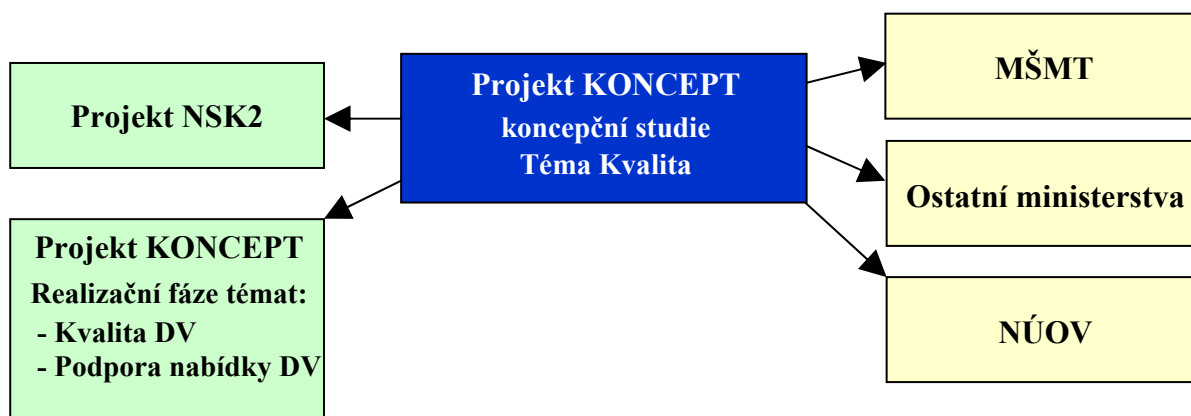 Projekt NSK2
Projekt KONCEPT
Realizační fáze témat:
- Kvalita DV
- Podpora nabídky DV
Projekt KONCEPT
koncepční studie
Téma Kvalita
MŠMT
Ostatní ministerstva
NÚOV